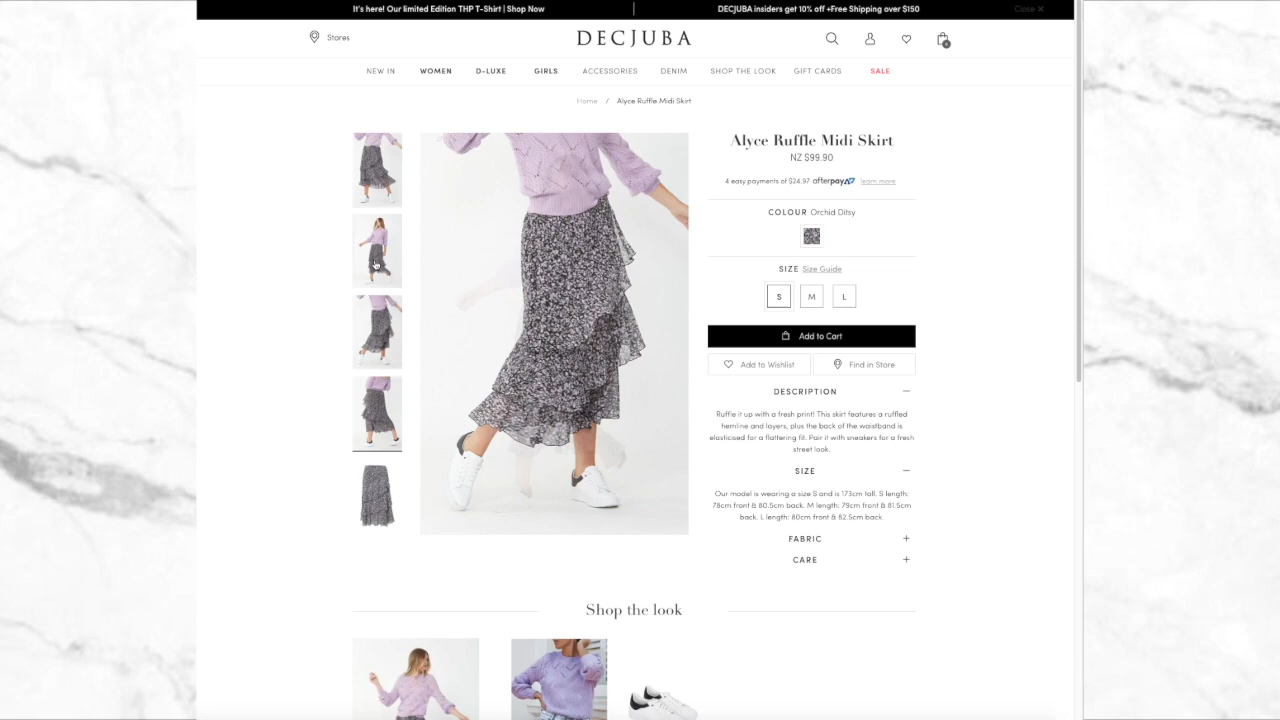 It's here! Our limited Edition THP T-Shirt | Shop Now
DECJUBA insiders get 10% off +Free Shipping over $150
Close ✕
Stores
DECJUBA
0
NEW IN
WOMEN
D-LUXE
GIRLS
ACCESSORIES
DENIM
SHOP THE LOOK
GIFT CARDS
SALE
Home / Alyce Ruffle Midi Skirt
Alyce Ruffle Midi Skirt
NZ $99.90
4 easy payments of $24.97 afterpay learn more
COLOUR Orchid Ditsy
SIZE Size Guide
S M L
Add to Cart
Add to Wishlist
Find in Store
DESCRIPTION −
Ruffle it up with a fresh print! This skirt features a ruffled
hemline and layers, plus the back of the waistband is
elasticised for a flattering fit. Pair it with sneakers for a fresh
street look.
SIZE −
Our model is wearing a size S and is 173cm tall. S length:
78cm front & 80.5cm back. M length: 79cm front & 81.5cm
back. L length: 80cm front & 82.5cm back.
FABRIC +
CARE +
Shop the look